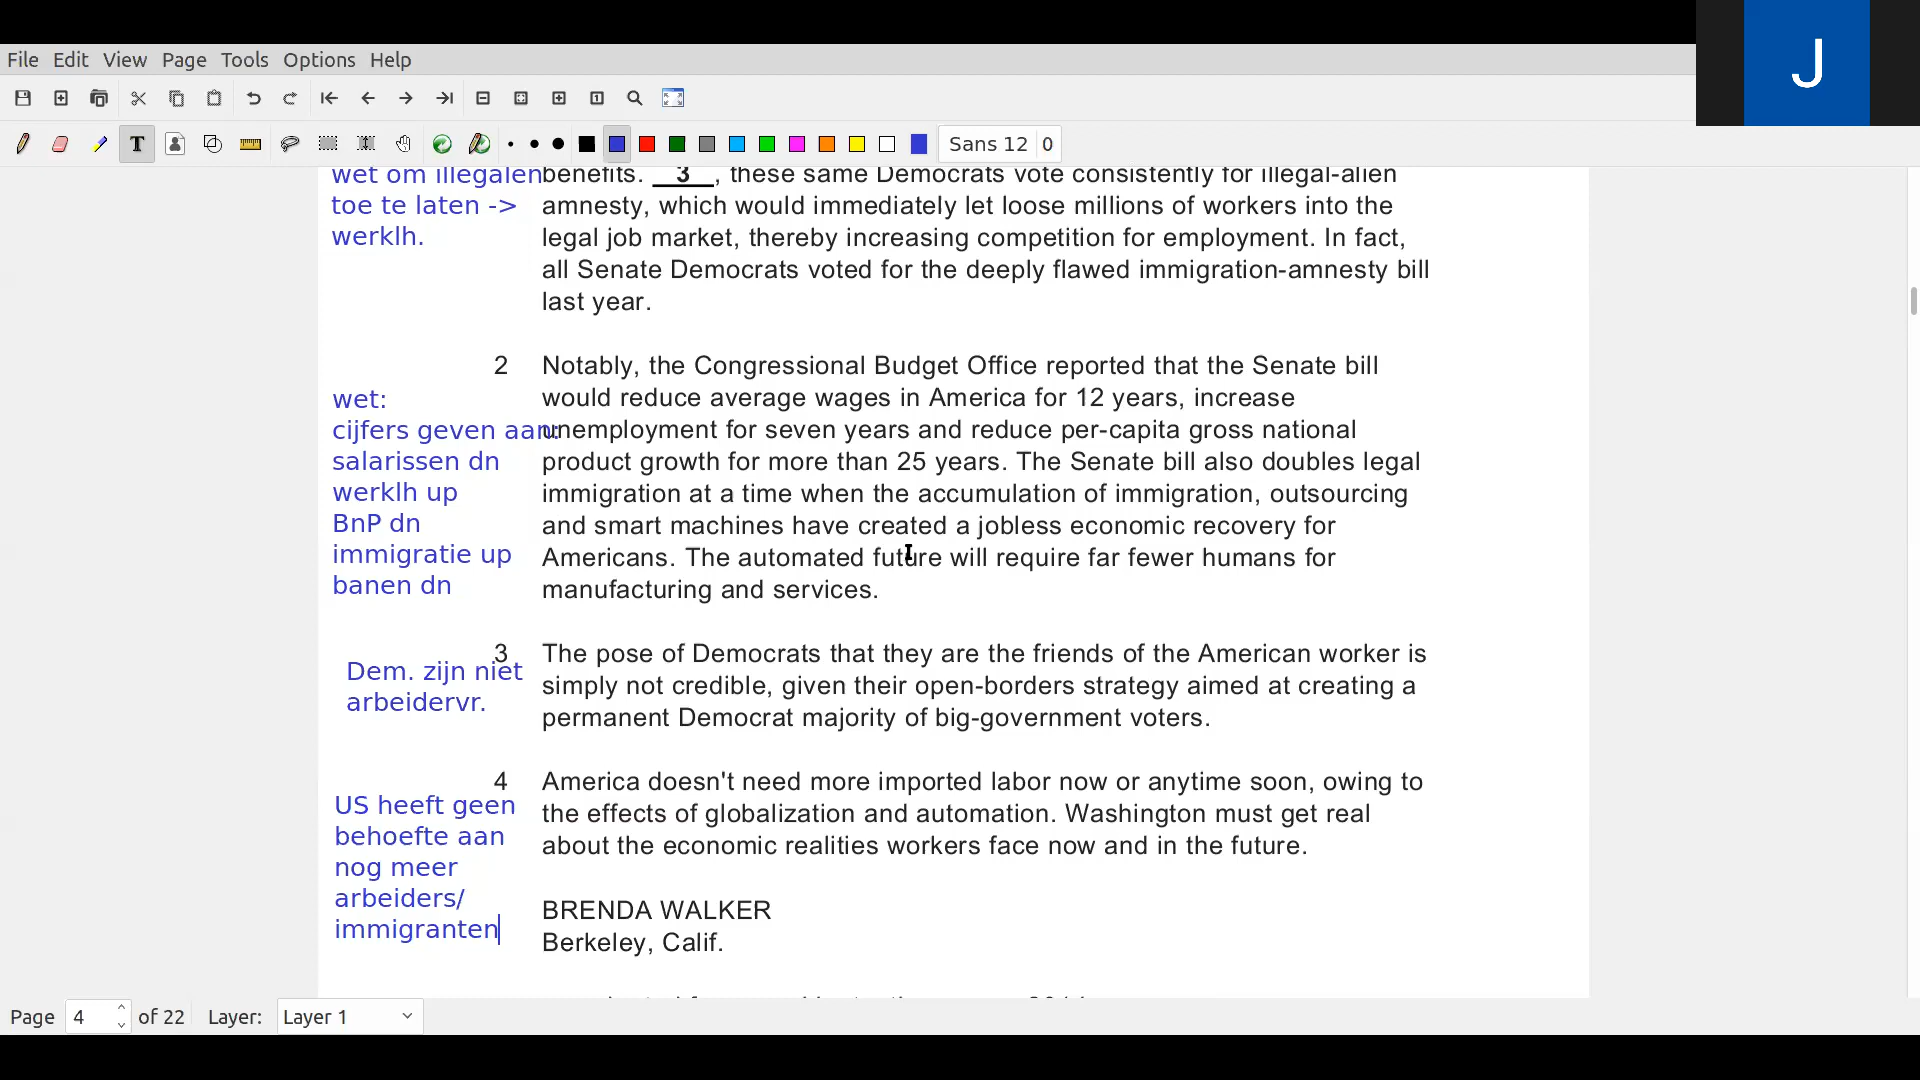 J
File Edit View Page Tools Options Help
T Sans 12 0
wet om illegalen
toe te laten ->
werklh.
benefits. 3, these same Democrats vote consistently for illegal-alien
amnesty, which would immediately let loose millions of workers into the
legal job market, thereby increasing competition for employment. In fact,
all Senate Democrats voted for the deeply flawed immigration-amnesty bill
last year.
wet:
cijfers geven aan:
salarissen dn
werklh up
BnP dn
immigratie up
banen dn
2 Notably, the Congressional Budget Office reported that the Senate bill
would reduce average wages in America for 12 years, increase
unemployment for seven years and reduce per-capita gross national
product growth for more than 25 years. The Senate bill also doubles legal
immigration at a time when the accumulation of immigration, outsourcing
and smart machines have created a jobless economic recovery for
Americans. The automated future will require far fewer humans for
manufacturing and services.
Dem. zijn niet
arbeidervr.
3 The pose of Democrats that they are the friends of the American worker is
simply not credible, given their open-borders strategy aimed at creating a
permanent Democrat majority of big-government voters.
US heeft geen
behoefte aan
nog meer
arbeiders/
immigranten
4 America doesn't need more imported labor now or anytime soon, owing to
the effects of globalization and automation. Washington must get real
about the economic realities workers face now and in the future.
BRENDA WALKER
Berkeley, Calif.
Page 4 of 22 Layer: Layer 1